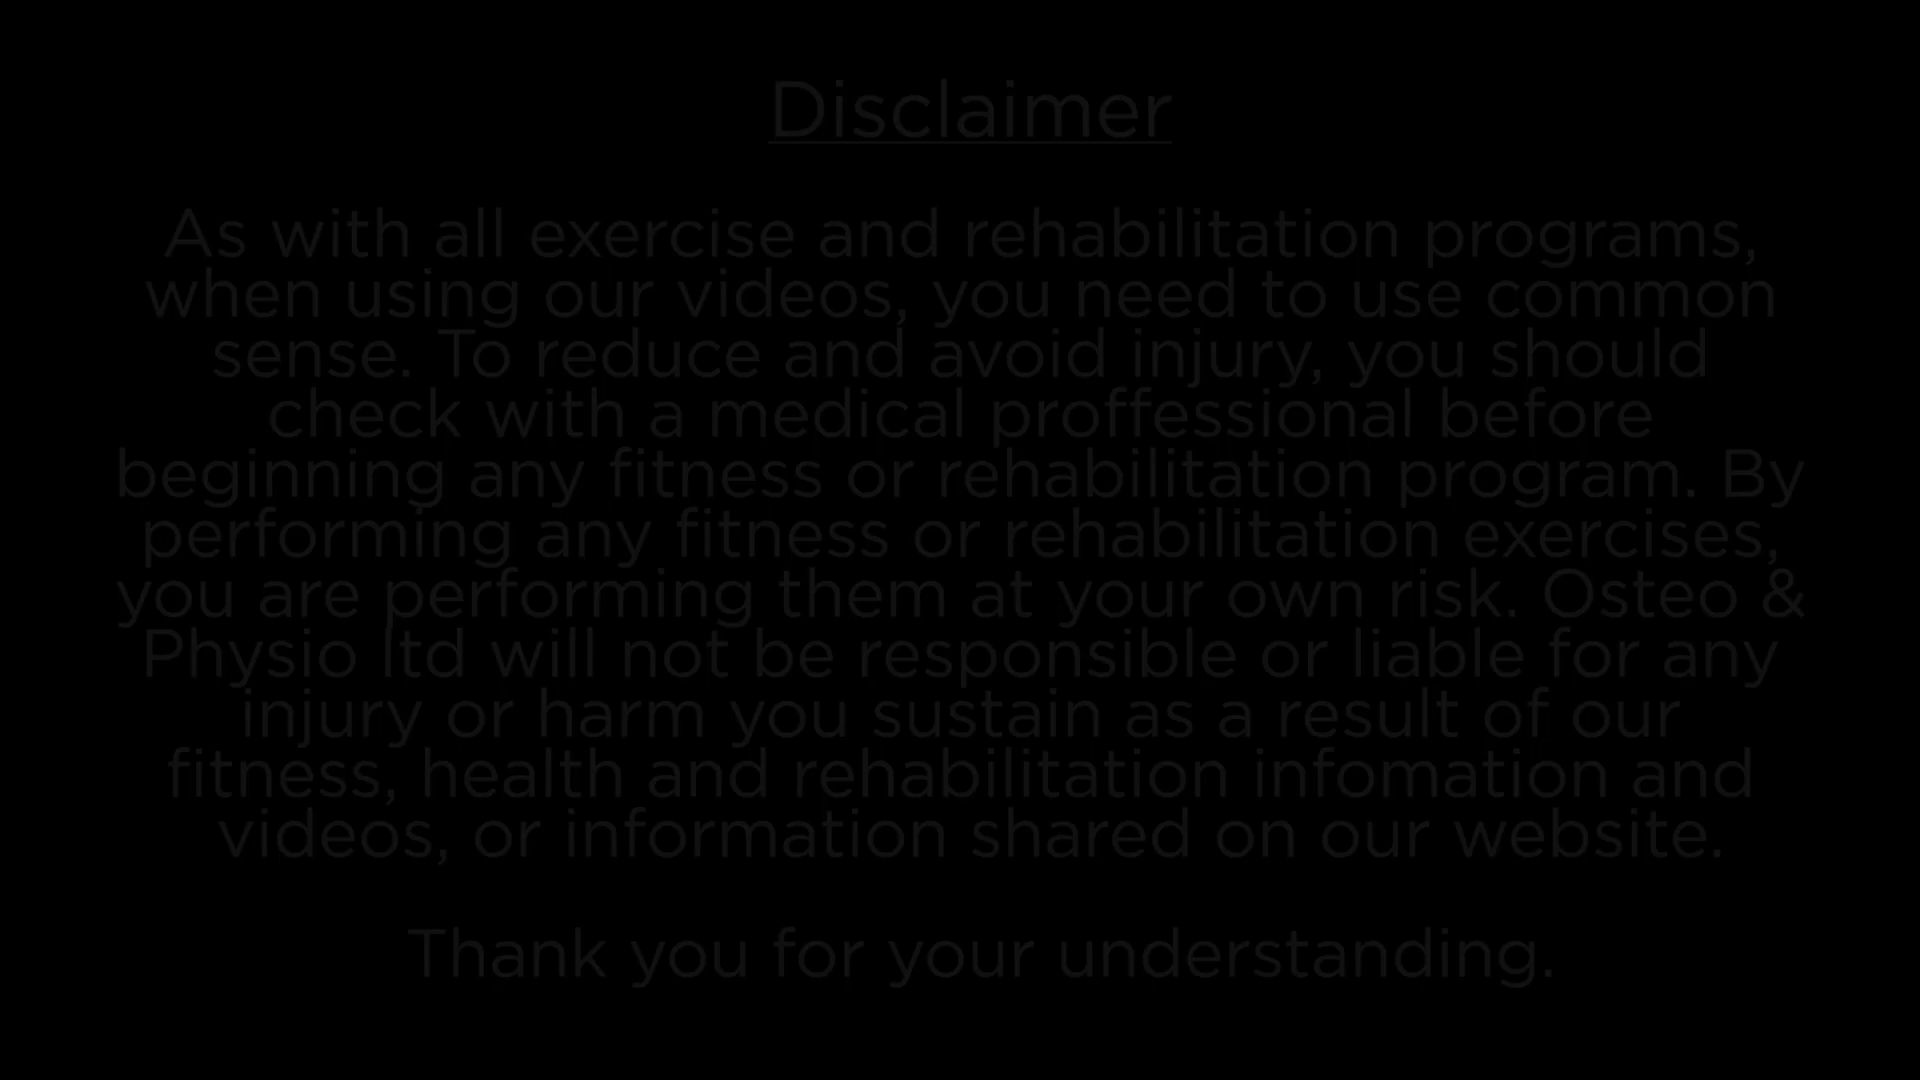 Disclaimer
As with all exercise and rehabilitation programs,
when using our videos, you need to use common
sense. To reduce and avoid injury, you should
check with a medical proffessional before
beginning any fitness or rehabilitation program. By
performing any fitness or rehabilitation exercises,
you are performing them at your own risk. Osteo &
Physio ltd will not be responsible or liable for any
injury or harm you sustain as a result of our
fitness, health and rehabilitation infomation and
videos, or information shared on our website.
Thank you for your understanding.